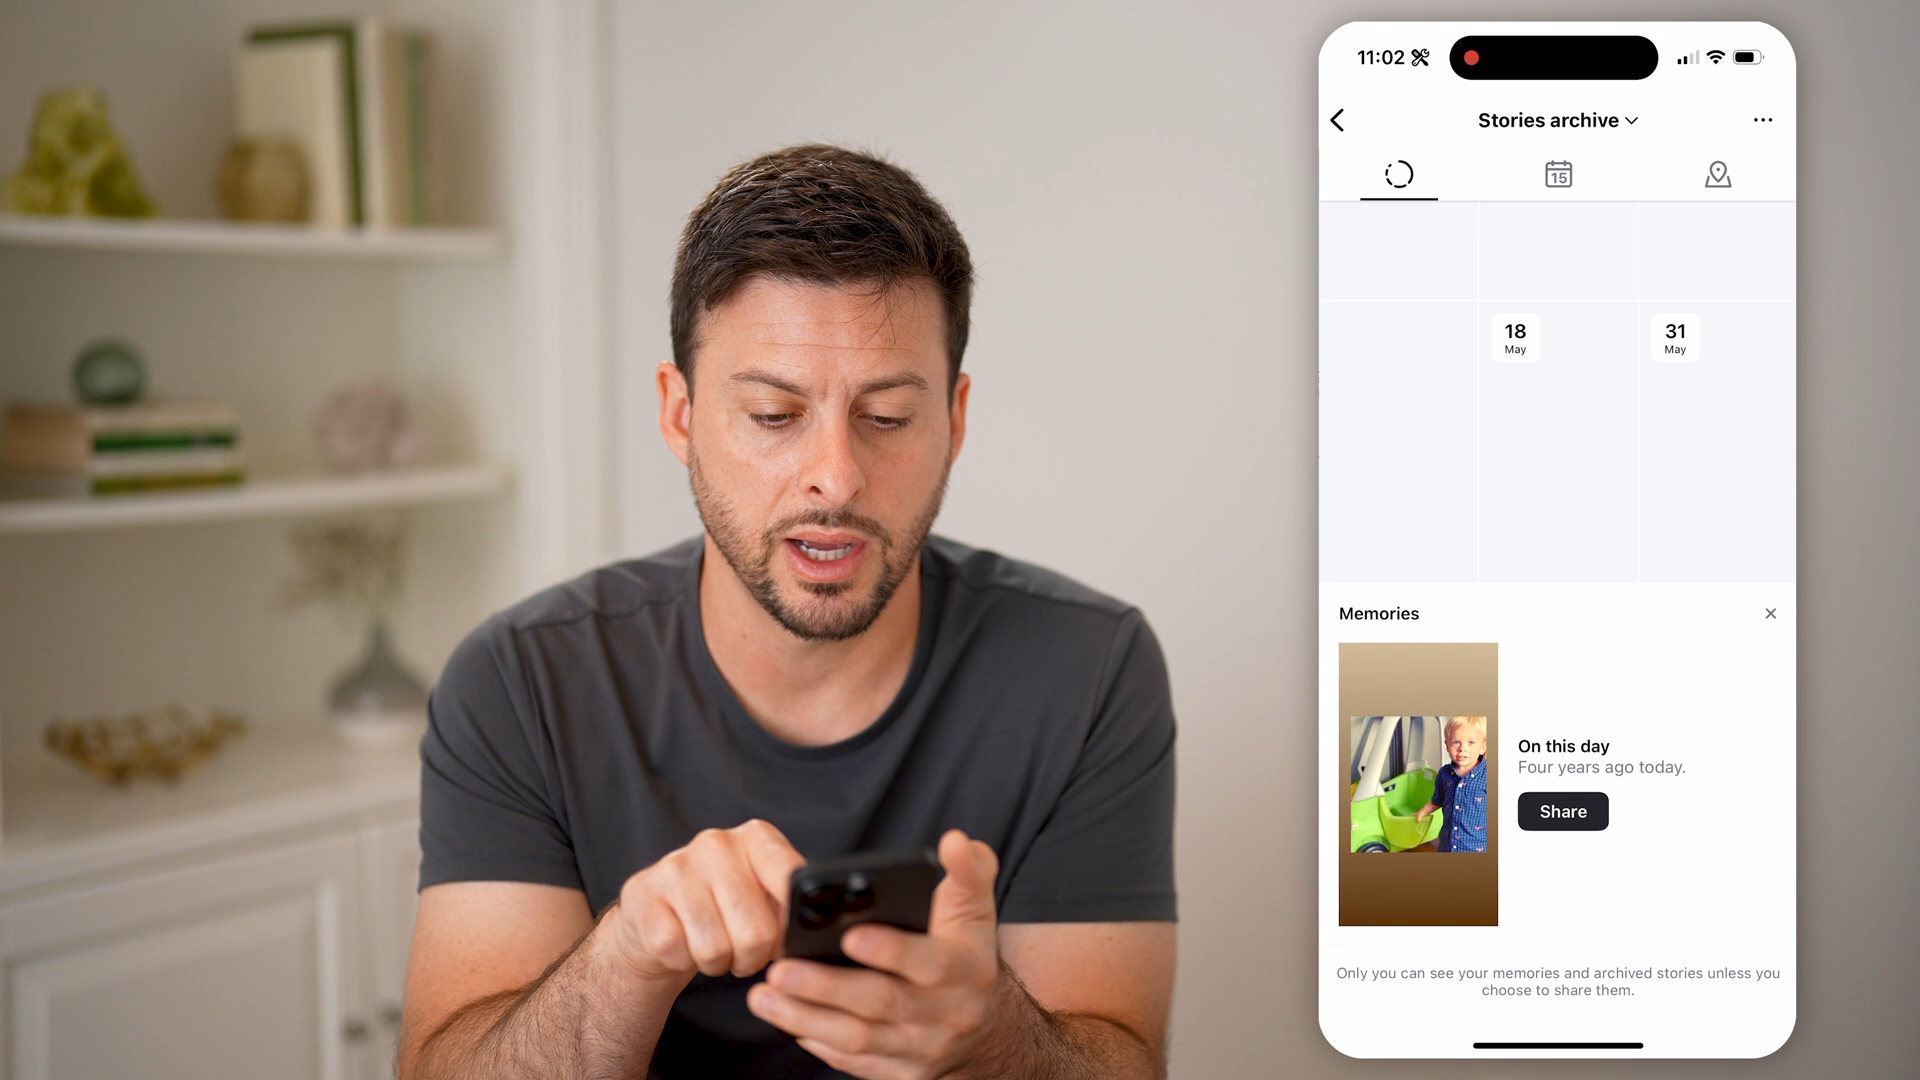 11:02
Stories archive
15
18
May
31
May
Memories
On this day
Four years ago today.
Share
Only you can see your memories and archived stories unless you
choose to share them.